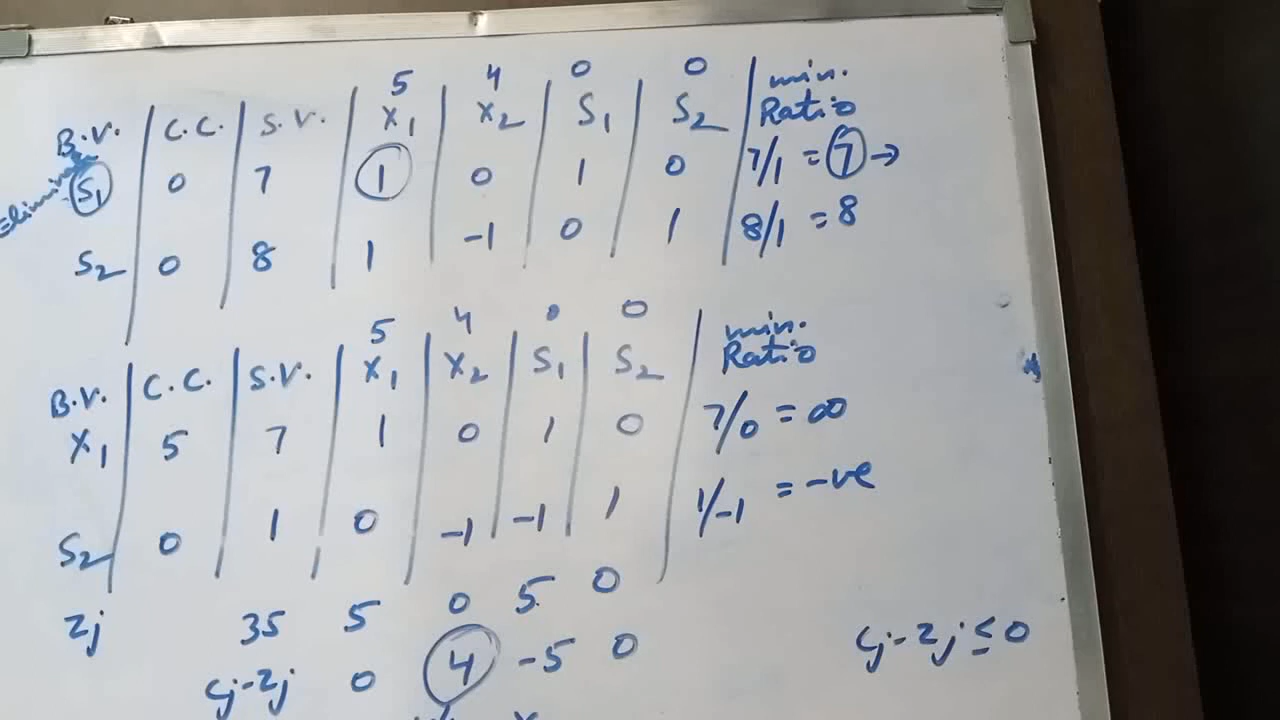 5 4 0 0
B.V. C.C. S.V. X1 X2 S1 S2 min. Ratio
S1 0 7 1 0 1 0 7/1 = 7 →
S2 0 8 1 -1 0 1 8/1 = 8
5 4 0 0
B.V. C.C. S.V. X1 X2 S1 S2 min. Ratio
X1 5 7 1 0 1 0 7/0 = ∞
S2 0 1 0 -1 -1 1 1/-1 = -ve
Zj 35 5 0 5 0
Cj-Zj 0 4 -5 0 Cj-Zj ≤ 0